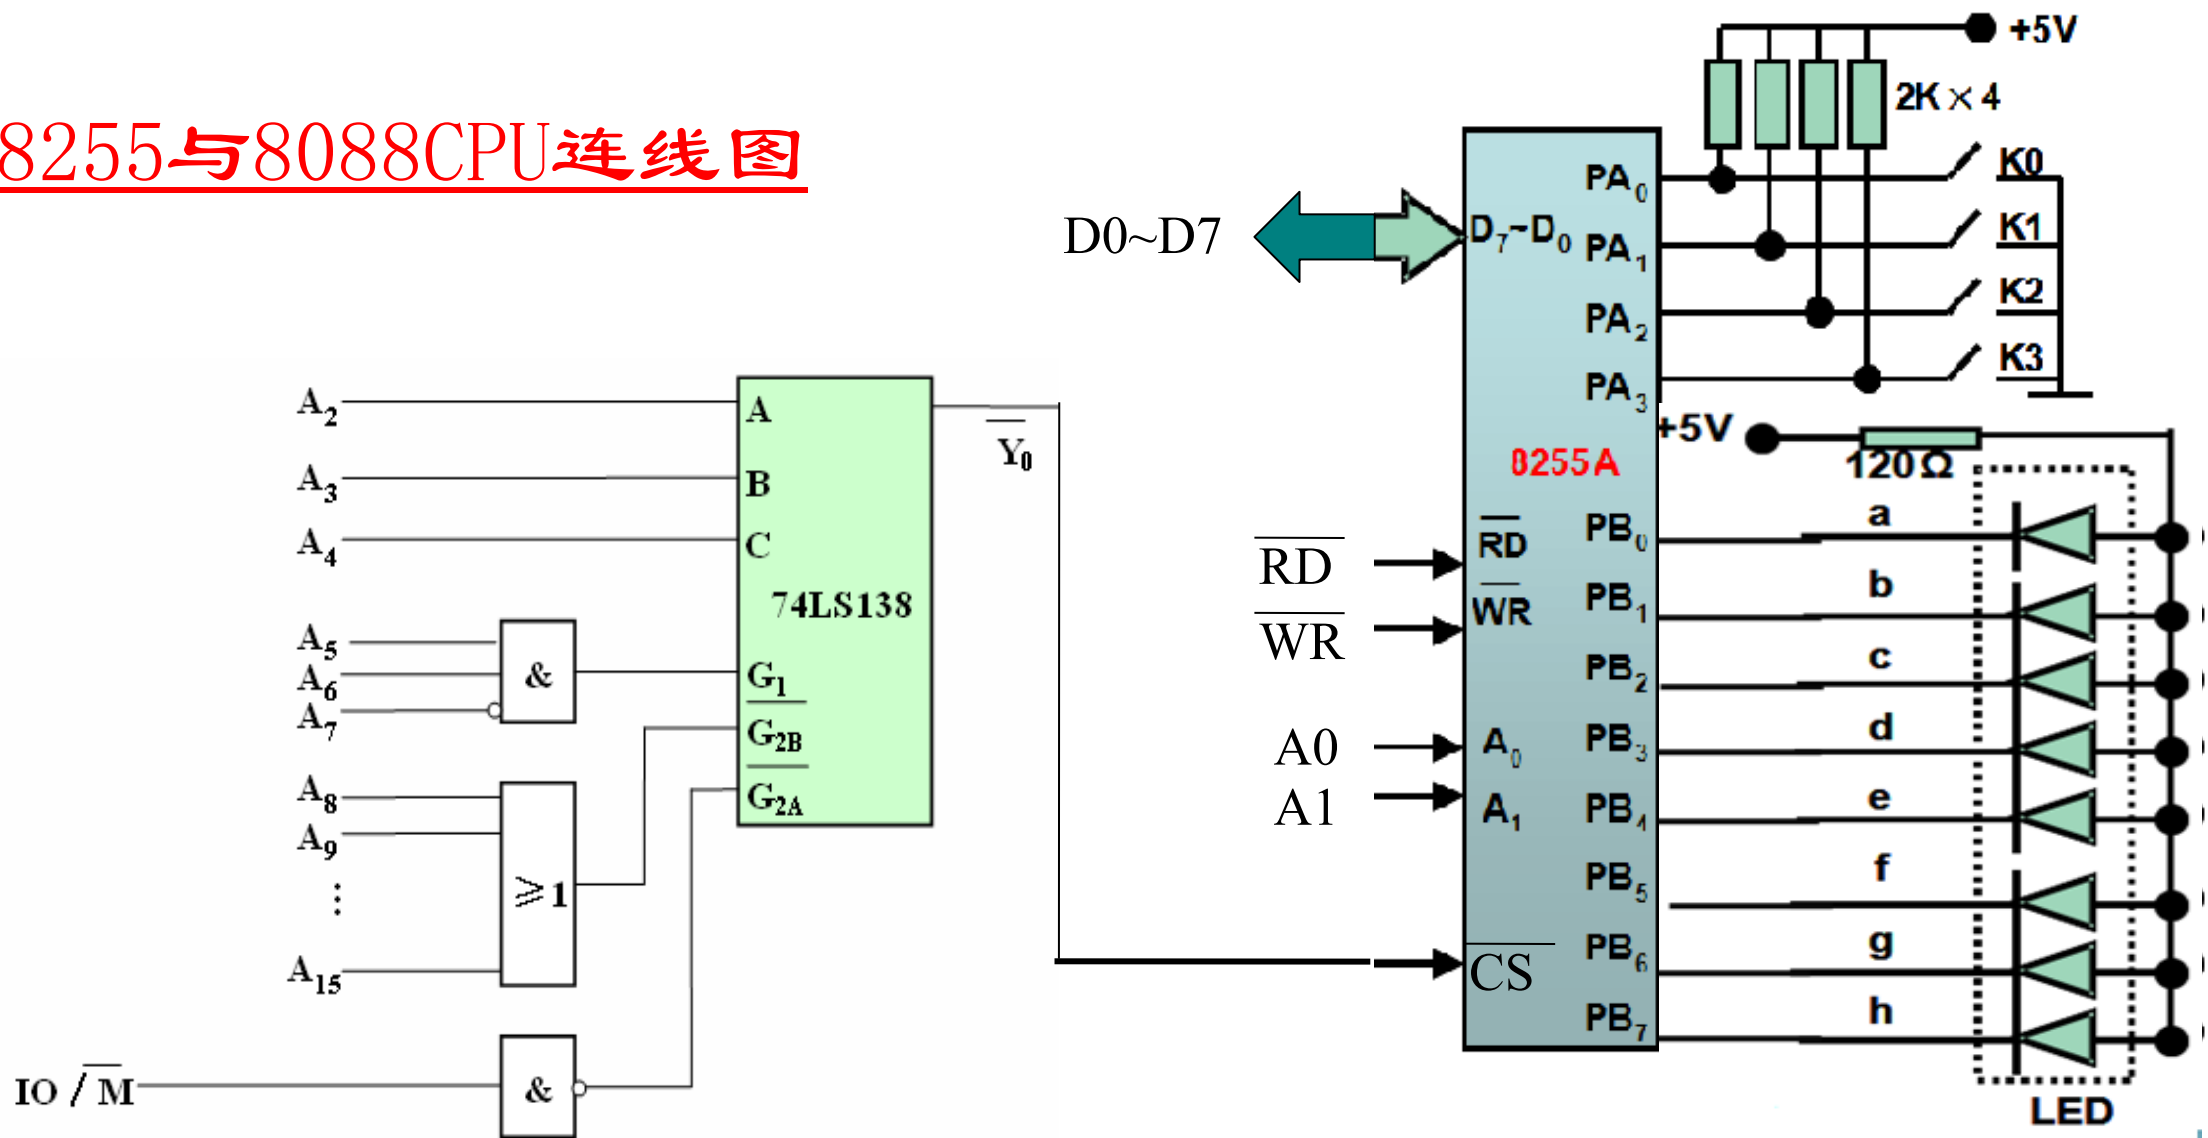 8255与8088CPU连线图
+5V
2K × 4
K0
K1
K2
K3
D0~D7
D7~D0
PA0
PA1
PA2
PA3
+5V
120Ω
8255A
A2
A3
A4
A
B
C
74LS138
Y0
A5
A6
A7
&
G1
G2B
G2A
A8
A9
⋮
A15
≥1
IO / M
&
RD
WR
A0
A1
RD
WR
A0
A1
CS
PB0
PB1
PB2
PB3
PB4
PB5
PB6
PB7
a
b
c
d
e
f
g
h
LED